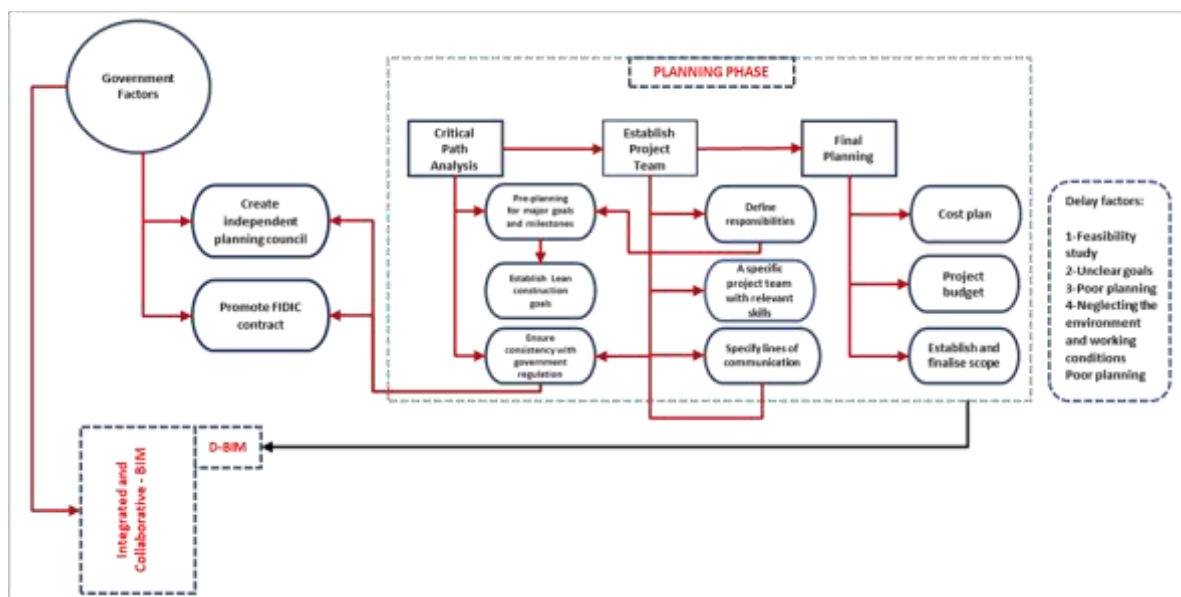 Government
Factors
PLANNING PHASE
Critical
Path
Analysis
Establish
Project
Team
Final
Planning
Pre-planning
for major goals
and milestones
Define
responsibilities
Cost plan
Create
independent
planning council
Establish Lean
construction
goals
A specific
project team
with relevant
skills
Project
budget
Promote FIDIC
contract
Ensure
consistency with
government
regulation
Specify lines of
communication
Establish and
finalise scope
Delay factors:
1-Feasibility
study
2-Unclear goals
3-Poor planning
4-Neglecting the
environment
and working
conditions
Poor planning
D-BIM
Integrated and
Collaborative - BIM